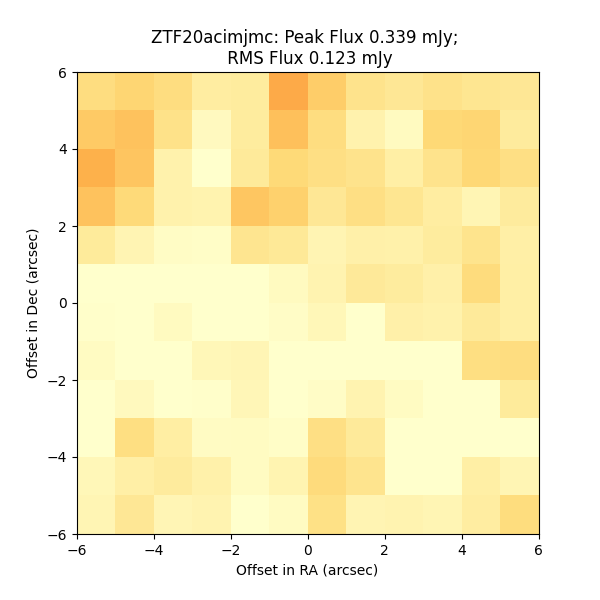 ZTF20acimjmc: Peak Flux 0.339 mJy;
RMS Flux 0.123 mJy
6
4
2
0
−2
−4
−6
Offset in Dec (arcsec)
−6 −4 −2 0 2 4 6
Offset in RA (arcsec)